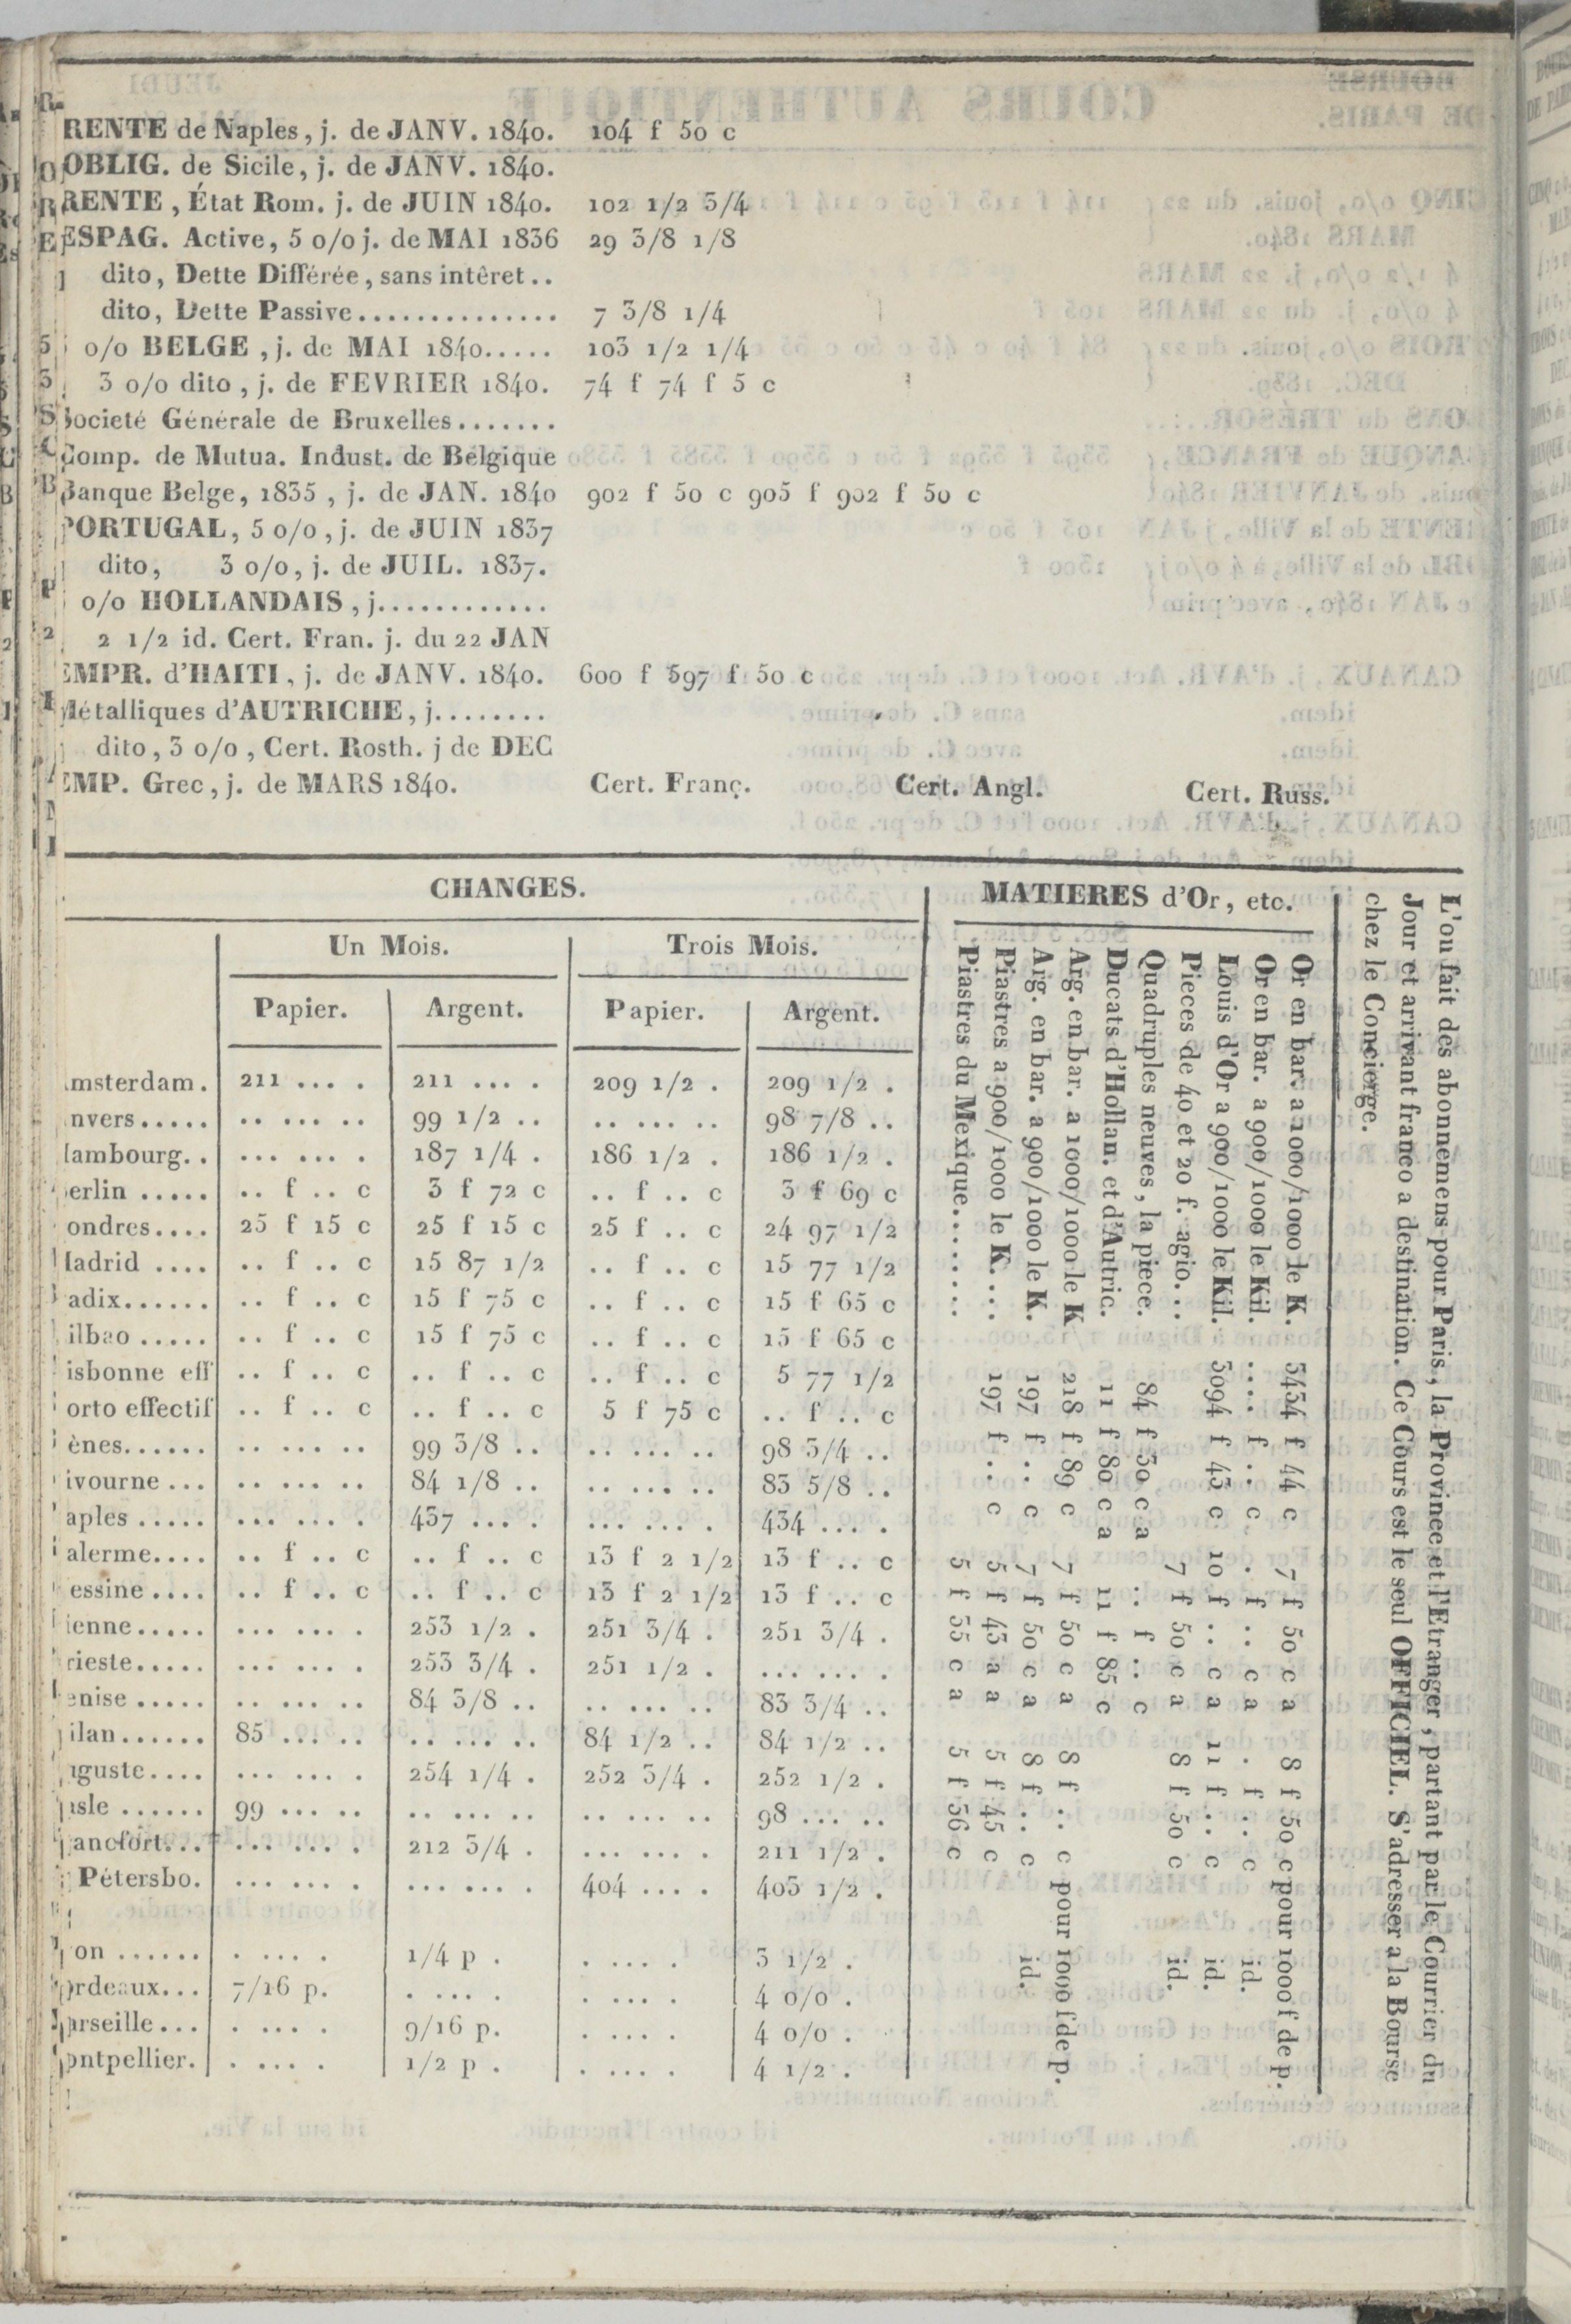 RENTE de Naples, j. de JANV. 1840. 104 f 50 c
OBLIG. de Sicile, j. de JANV. 1840.
RENTE, État Rom. j. de JUIN 1840. 102 1/2 3/4
ESPAG. Active, 5 o/o j. de MAI 1836 29 3/8 1/8
dito, Dette Différée, sans intêret..
dito, Dette Passive.............. 7 3/8 1/4
5 o/o BELGE, j. de MAI 1840..... 103 1/2 1/4
3 o/o dito, j. de FEVRIER 1840. 74 f 74 f 5 c
Societé Générale de Bruxelles.......
Comp. de Mutua. Indust. de Belgique
Banque Belge, 1835, j. de JAN. 1840 902 f 50 c 905 f 902 f 50 c
PORTUGAL, 5 o/o, j. de JUIN 1837
dito, 3 o/o, j. de JUIL. 1837.
o/o HOLLANDAIS, j............
2 1/2 id. Cert. Fran. j. du 22 JAN
EMPR. d'HAITI, j. de JANV. 1840. 600 f 597 f 50 c
Métalliques d'AUTRICHE, j........
dito, 3 o/o, Cert. Rosth. j de DEC
EMP. Grec, j. de MARS 1840. Cert. Franç. Cert. Angl. Cert. Russ.
CHANGES.
Un Mois. Trois Mois.
Papier. Argent. Papier. Argent.
msterdam. 211 ... . 211 ... . 209 1/2 . 209 1/2 .
nvers..... .. ... .. 99 1/2 .. .. ... .. 98 7/8 ..
ambourg.. ... ... . 187 1/4 . 186 1/2 . 186 1/2 .
erlin ..... .. f .. c 3 f 72 c .. f .. c 3 f 69 c
ondres.... 25 f 15 c 25 f 15 c 25 f .. c 24 97 1/2
adrid .... .. f .. c 15 87 1/2 .. f .. c 15 77 1/2
adix...... .. f .. c 15 f 75 c .. f .. c 15 f 65 c
ilbao ..... .. f .. c 15 f 75 c .. f .. c 15 f 65 c
isbonne eff .. f .. c .. f .. c .. f .. c 5 77 1/2
orto effectif .. f .. c .. f .. c 5 f 75 c .. f .. c
ènes...... .. ... .. 99 3/8 .. .. ... .. 98 3/4 ..
ivourne ... .. ... .. 84 1/8 .. .. ... .. 83 5/8 ..
aples ..... ... ... . 437 ... . ... ... . 434 ... .
alerme.... .. f .. c .. f .. c 13 f 2 1/2 13 f .. c
essine .... .. f .. c .. f .. c 13 f 2 1/2 13 f .. c
ienne..... ... ... . 253 1/2 . 251 3/4 . 251 3/4 .
rieste..... ... ... . 253 3/4 . 251 1/2 . ... ... .
enise ..... .. ... .. 84 3/8 .. .. ... .. 83 3/4 ..
ilan...... 85 ... .. .. ... .. 84 1/2 .. 84 1/2 ..
uguste.... ... ... . 254 1/4 . 252 3/4 . 252 1/2 .
asle ...... 99 ... .. .. ... .. .. ... .. 98 ... ..
ancfort... ... ... . 212 3/4 . ... ... . 211 1/2 .
Pétersbo. ... ... . ... ... . 404 ... . 403 1/2 .
on ...... . ... . 1/4 p . . ... . 3 1/2 .
ordeaux... 7/16 p. . ... . . ... . 4 o/o .
arseille... . ... . 9/16 p. . ... . 4 o/o .
ontpellier. . ... . 1/2 p . . ... . 4 1/2 .
MATIERES d'Or, etc.
Or en bar. a 1000/1000 le K. 3434 f 44 c 7 f 50 c a 8 f 50 c pour 1000 f de p.
Or en bar. a 900/1000 le Kil. .... f .. c . f .. c a . f .. c id.
Louis d'Or a 900/1000 le Kil. 3094 f 43 c 10 f .. c a 11 f .. c id.
Pieces de 40 et 20 f. agio... 7 f 50 c a 8 f 50 c id.
Quadruples neuves, la piece. 84 f 30 c a .. f .. c
Ducats d'Hollan. et d'Autric. 11 f 80 c a 11 f 85 c
Arg. en bar. a 1000/1000 le K 218 f 89 c 7 f 50 c a 8 f .. c pour 1000 f de p.
Arg. en bar. a 900/1000 le K. 197 f .. c 7 f 50 c a 8 f .. c id.
Piastres a 900/1000 le K.... 197 f .. c 5 f 43 a a 5 f 45 c
Piastres du Mexique........ 5 f 55 c a 5 f 56 c
L'on fait des abonnemens pour Paris, la Province et l'Etranger, partant par le Courrier du
Jour et arrivant franco a destination. Ce Cours est le seul OFFICIEL. S'adresser a la Bourse
chez le Concierge.